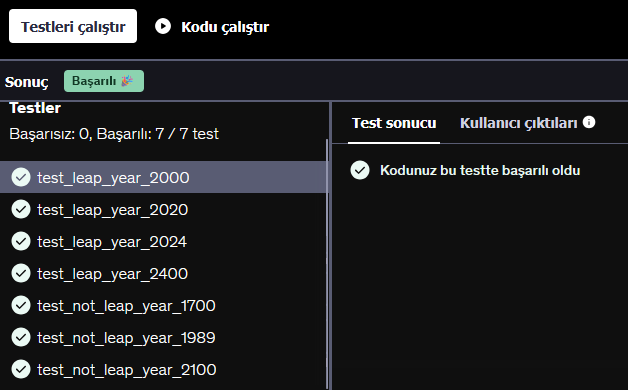 Testleri çalıştır
Kodu çalıştır
Sonuç
Başarılı
Testler
Başarısız: 0, Başarılı: 7 / 7 test
test_leap_year_2000
test_leap_year_2020
test_leap_year_2024
test_leap_year_2400
test_not_leap_year_1700
test_not_leap_year_1989
test_not_leap_year_2100
Test sonucu
Kullanıcı çıktıları
Kodunuz bu testte başarılı oldu